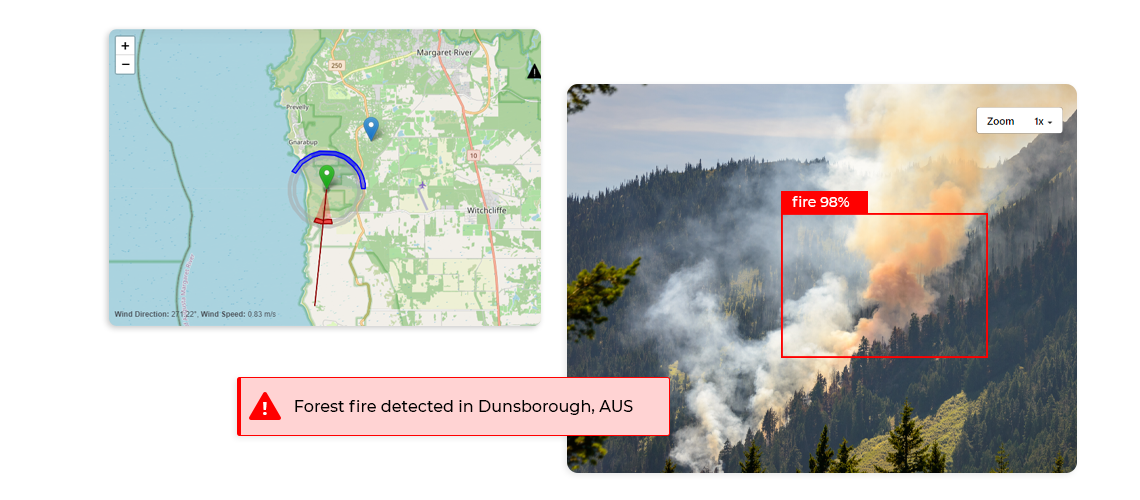 +
−
Margaret River
250
Prevelly
Gnarabup
10
Witchcliffe
Wind Direction: 271.22°, Wind Speed: 0.83 m/s
Zoom 1x
fire 98%
Forest fire detected in Dunsborough, AUS